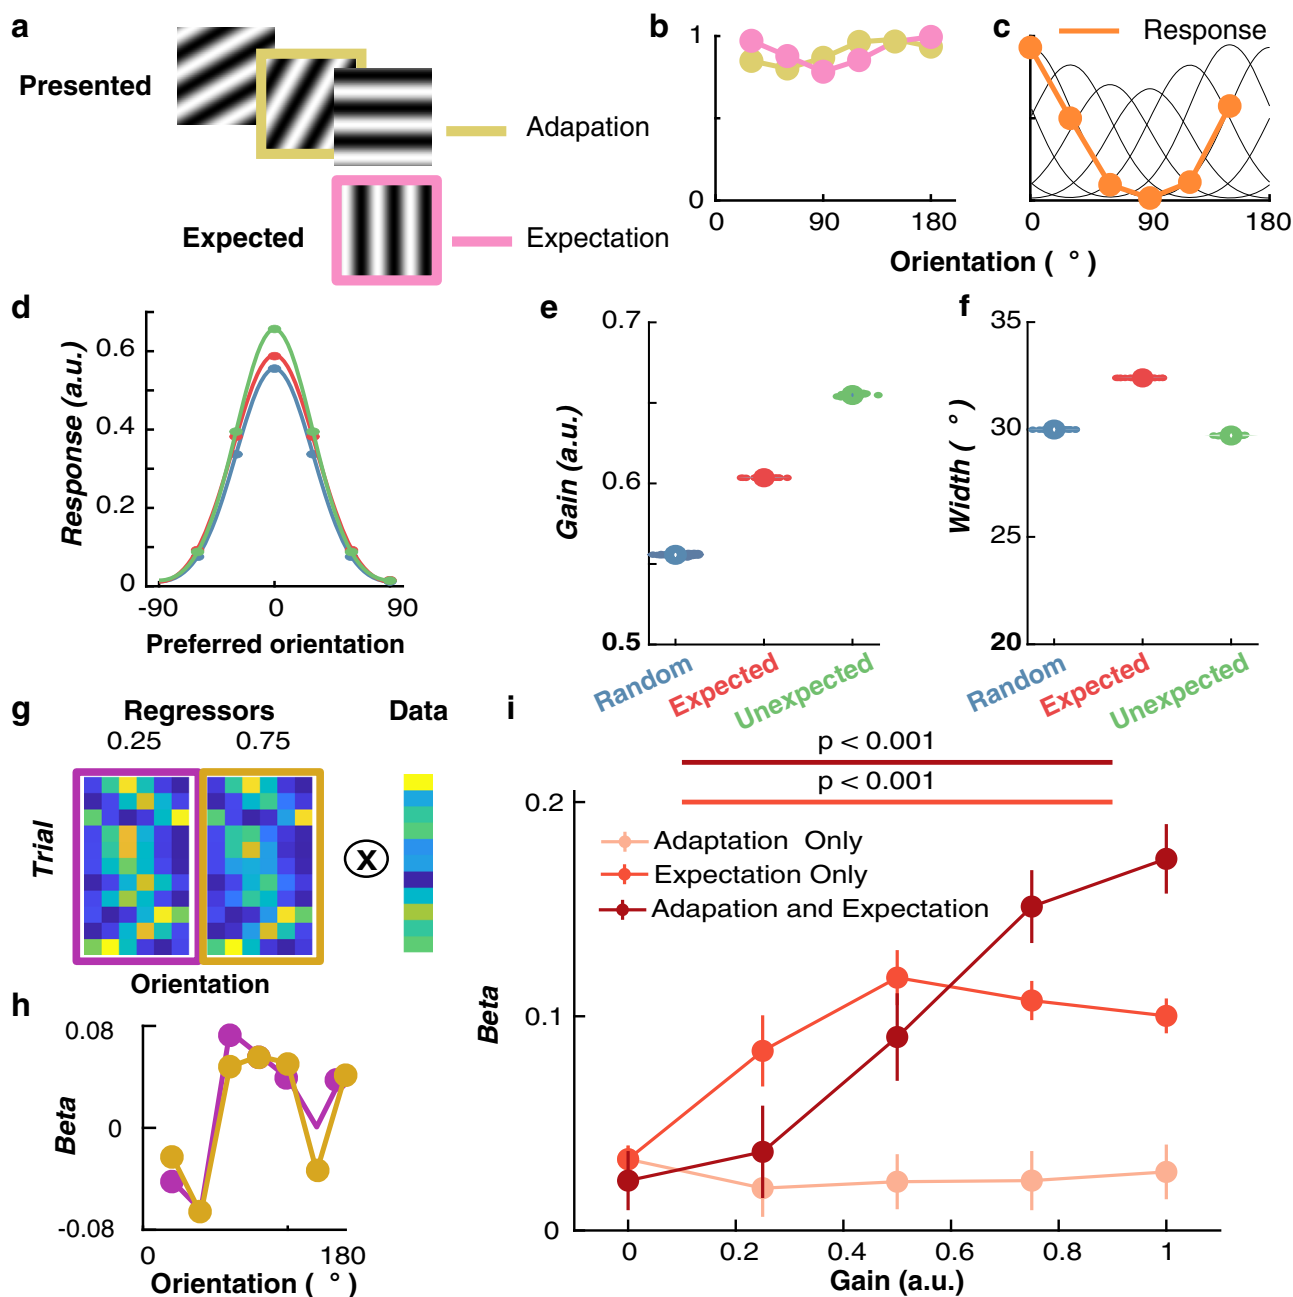 a
Presented
Adapation
Expected
Expectation
b
1
0
0
90
180
c
Response
0
90
180
Orientation ( ° )
d
Response (a.u.)
0.6
0.4
0.2
0
-90
0
90
Preferred orientation
e
Gain (a.u.)
0.7
0.6
0.5
Random
Expected
Unexpected
f
Width ( ° )
35
30
25
20
Random
Expected
Unexpected
g
Regressors
Data
0.25
0.75
Trial
X
Orientation
h
Beta
0.08
0
-0.08
0
180
Orientation ( ° )
i
p < 0.001
p < 0.001
Adaptation Only
Expectation Only
Adapation and Expectation
Beta
0.2
0.1
0
0
0.2
0.4
0.6
0.8
1
Gain (a.u.)